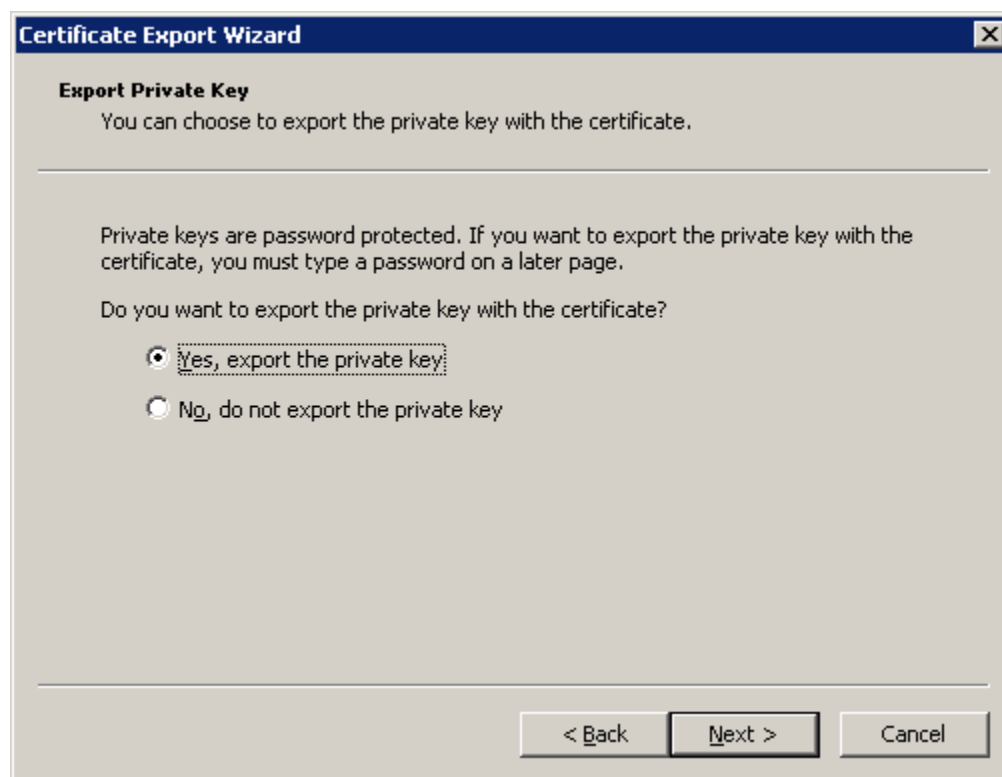 Certificate Export Wizard
Export Private Key
You can choose to export the private key with the certificate.
Private keys are password protected. If you want to export the private key with the
certificate, you must type a password on a later page.
Do you want to export the private key with the certificate?
Yes, export the private key
No, do not export the private key
< Back
Next >
Cancel